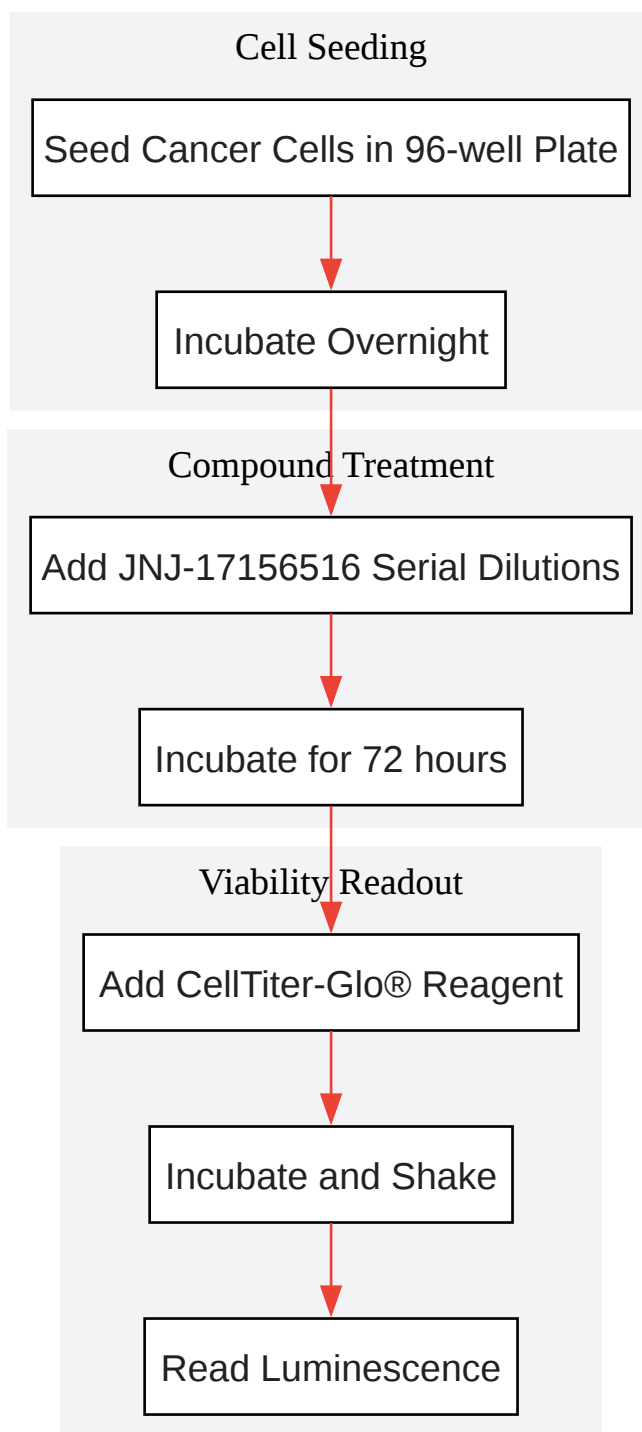 Cell Seeding
Seed Cancer Cells in 96-well Plate
Incubate Overnight
Compound Treatment
Add JNJ-17156516 Serial Dilutions
Incubate for 72 hours
Viability Readout
Add CellTiter-Glo® Reagent
Incubate and Shake
Read Luminescence